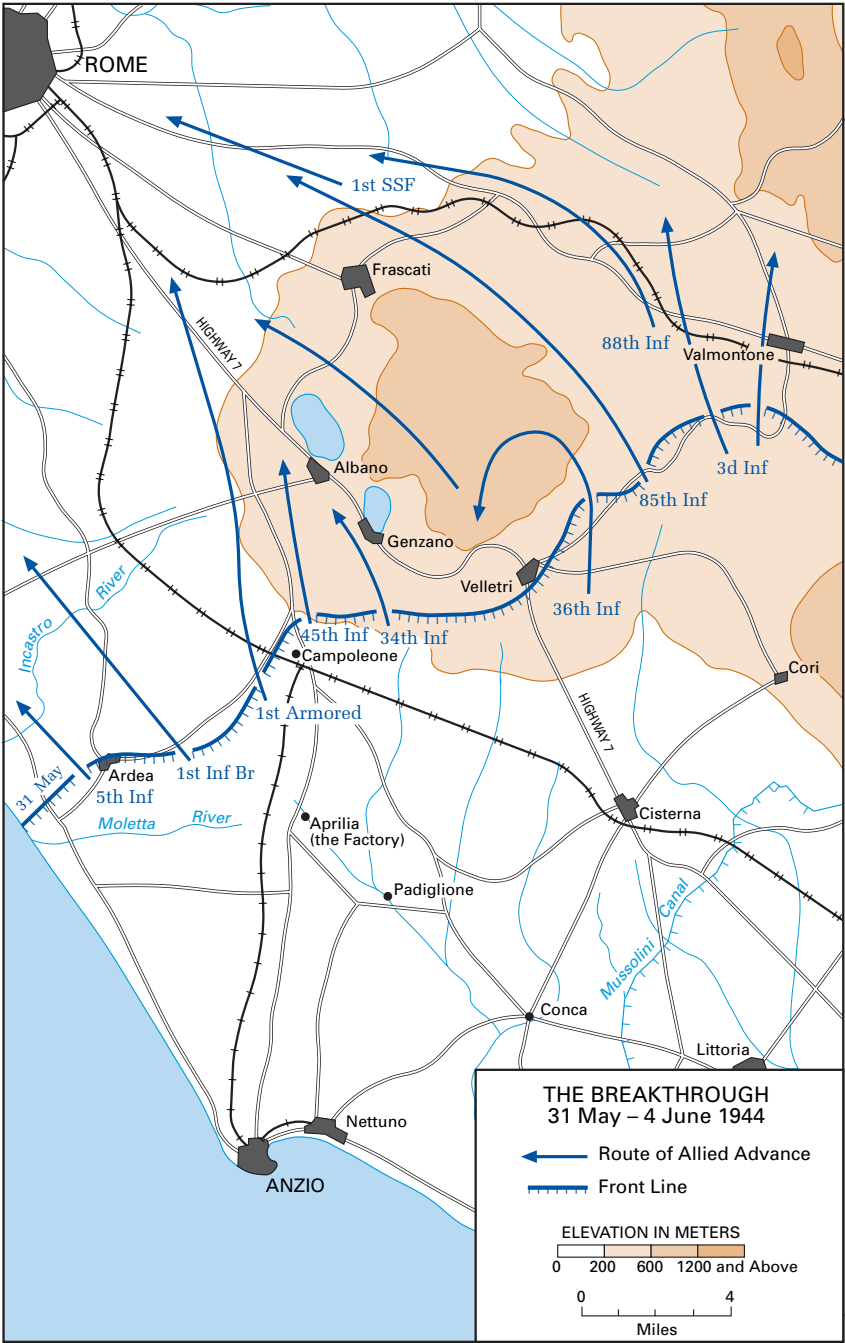 ROME
1st SSF
Frascati
HIGHWAY 7
88th Inf
Valmontone
Albano
3d Inf
85th Inf
Genzano
Velletri
36th Inf
Incastro
River
45th Inf
34th Inf
Campoleone
Cori
1st Armored
HIGHWAY 7
31 May
Ardea
1st Inf Br
5th Inf
Moletta
River
Aprilia
(the Factory)
Cisterna
Padiglione
Mussolini
Canal
Conca
Littoria
Nettuno
ANZIO
THE BREAKTHROUGH
31 May – 4 June 1944
Route of Allied Advance
Front Line
ELEVATION IN METERS
0 200 600 1200 and Above
0 4
Miles